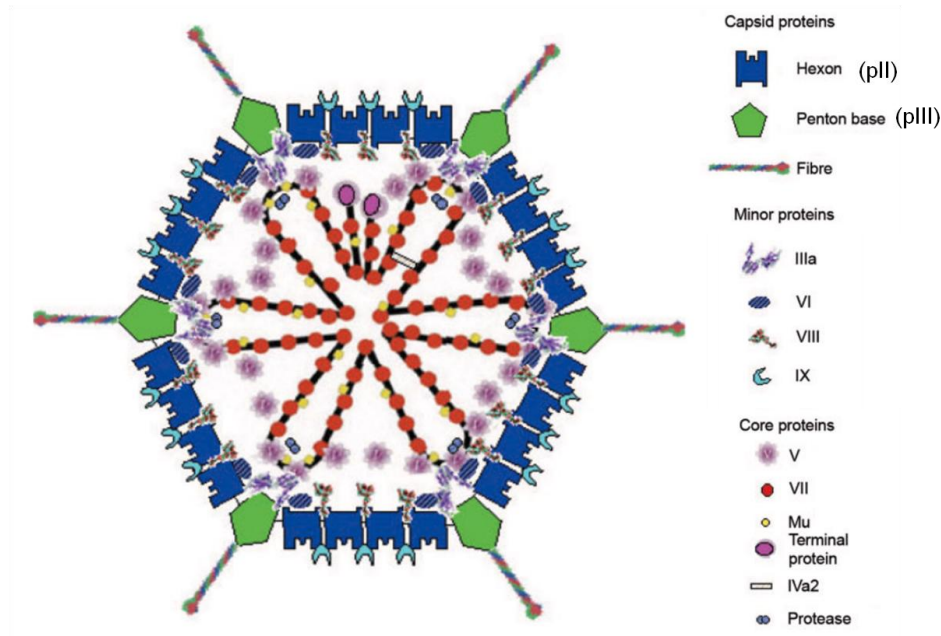 Capsid proteins
Hexon (pII)
Penton base (pIII)
Fibre
Minor proteins
IIIa
VI
VIII
IX
Core proteins
V
VII
Mu
Terminal
protein
IVa2
Protease